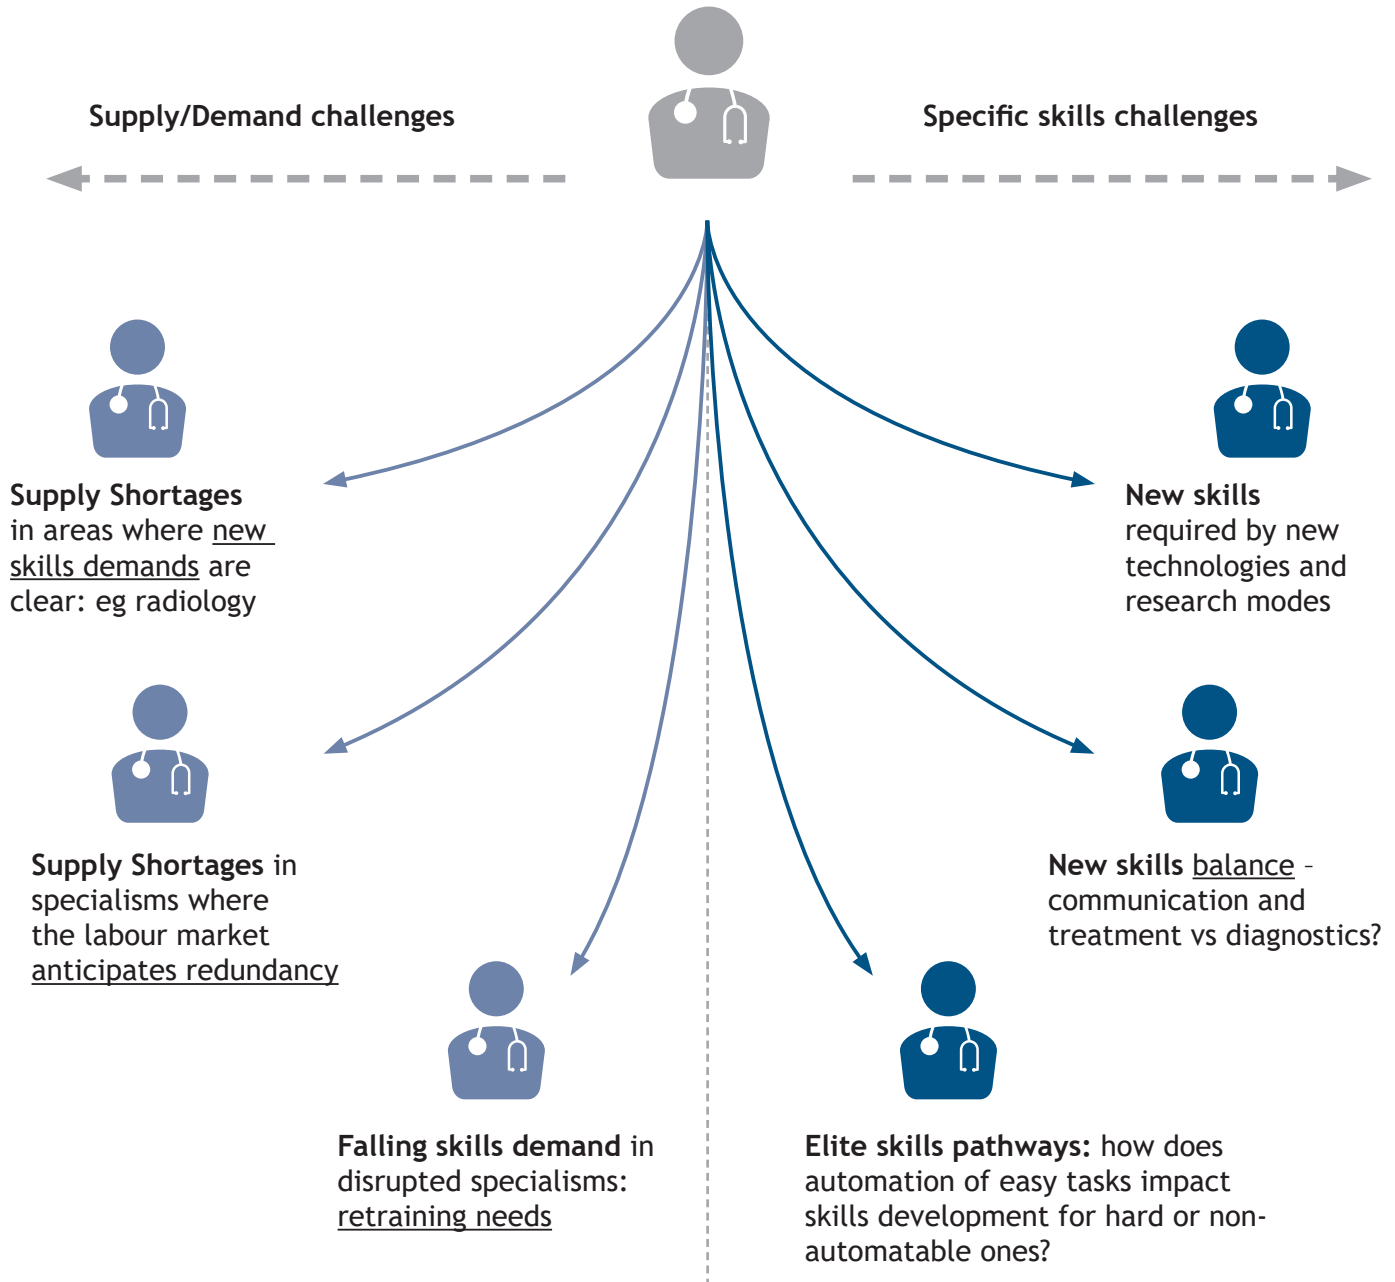 Supply/Demand challenges
Specific skills challenges
Supply Shortages
in areas where new
skills demands are
clear: eg radiology
New skills
required by new
technologies and
research modes
Supply Shortages in
specialisms where
the labour market
anticipates redundancy
New skills balance –
communication and
treatment vs diagnostics?
Falling skills demand in
disrupted specialisms:
retraining needs
Elite skills pathways: how does
automation of easy tasks impact
skills development for hard or non-
automatable ones?